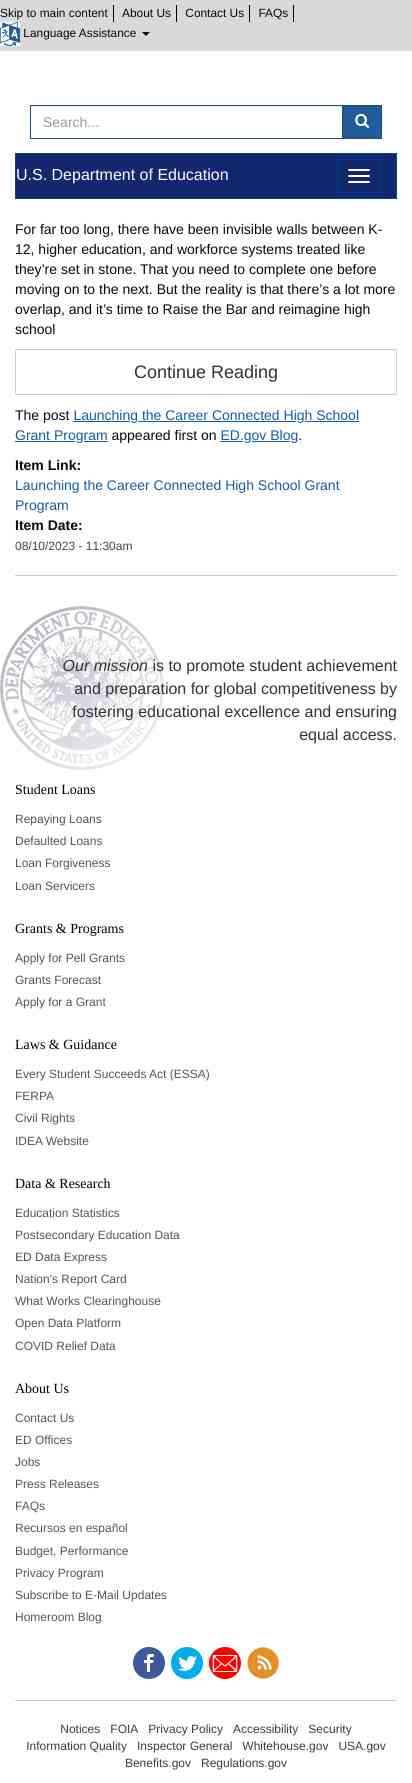 Skip to main content About Us Contact Us FAQs
Language Assistance
Search...
U.S. Department of Education
For far too long, there have been invisible walls between K-
12, higher education, and workforce systems treated like
they're set in stone. That you need to complete one before
moving on to the next. But the reality is that there's a lot more
overlap, and it's time to Raise the Bar and reimagine high
school
Continue Reading
The post Launching the Career Connected High School
Grant Program appeared first on ED.gov Blog.
Item Link:
Launching the Career Connected High School Grant
Program
Item Date:
08/10/2023 - 11:30am
DEPARTMENT OF EDUCATION
UNITED STATES OF AMERICA
Our mission is to promote student achievement
and preparation for global competitiveness by
fostering educational excellence and ensuring
equal access.
Student Loans
Repaying Loans
Defaulted Loans
Loan Forgiveness
Loan Servicers
Grants & Programs
Apply for Pell Grants
Grants Forecast
Apply for a Grant
Laws & Guidance
Every Student Succeeds Act (ESSA)
FERPA
Civil Rights
IDEA Website
Data & Research
Education Statistics
Postsecondary Education Data
ED Data Express
Nation's Report Card
What Works Clearinghouse
Open Data Platform
COVID Relief Data
About Us
Contact Us
ED Offices
Jobs
Press Releases
FAQs
Recursos en español
Budget, Performance
Privacy Program
Subscribe to E-Mail Updates
Homeroom Blog
Notices FOIA Privacy Policy Accessibility Security
Information Quality Inspector General Whitehouse.gov USA.gov
Benefits.gov Regulations.gov